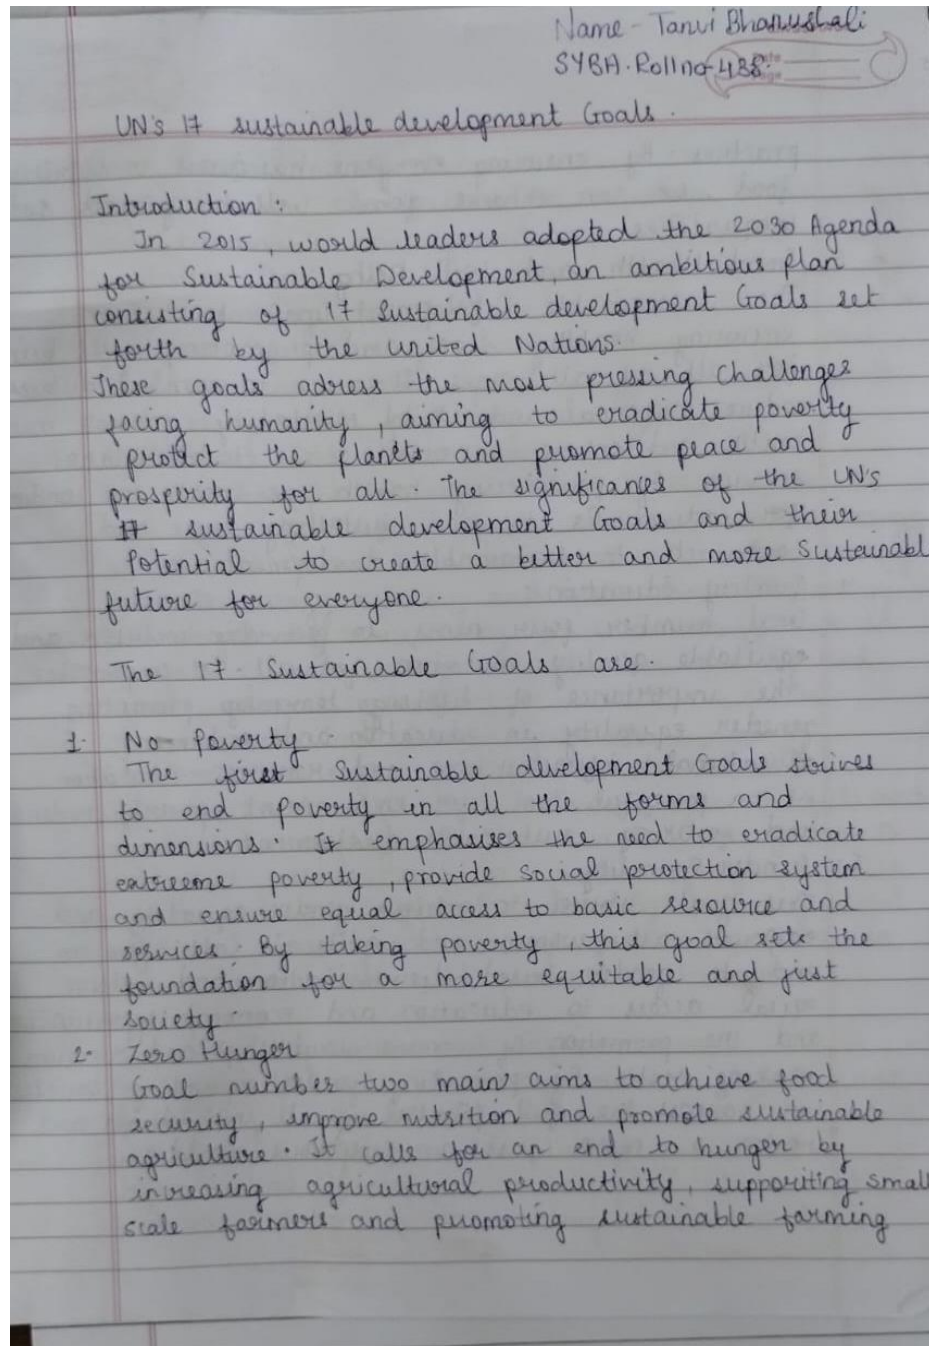 Name - Tanvi Bhanushali
SYBA. Roll no - 438.
UN's 17 sustainable development Goals.
Introduction :
In 2015, world leaders adopted the 2030 Agenda
for Sustainable Development, an ambitious plan
consisting of 17 Sustainable development Goals set
forth by the united Nations.
These goals adress the most pressing challenges
facing humanity, aiming to eradicate poverty
protect the planets and promote peace and
prosperity for all. The significances of the UN's
17 sustainable development Goals and their
Potential to create a better and more Sustainabl
future for everyone.
The 17 Sustainable Goals are.
1. No Poverty.
The first Sustainable development Goals strives
to end poverty in all the forms and
dimensions. It emphasises the need to eradicate
extreeme poverty, provide social protection system
and ensure equal access to basic resource and
services. By taking poverty, this goal sets the
foundation for a more equitable and just
society.
2. Zero Hunger
Goal number two main aims to achieve food
security, improve nutrition and promote sustainable
agriculture. It calls for an end to hunger by
increasing agricultural productivity, supporting small
scale farmers and promoting sustainable farming